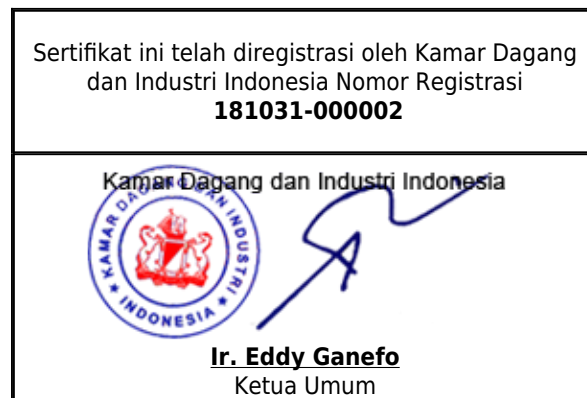 Sertifikat ini telah diregistrasi oleh Kamar Dagang
dan Industri Indonesia Nomor Registrasi
181031-000002
Kamar Dagang dan Industri Indonesia
KAMAR DAGANG DAN INDUSTRI
INDONESIA
Ir. Eddy Ganefo
Ketua Umum